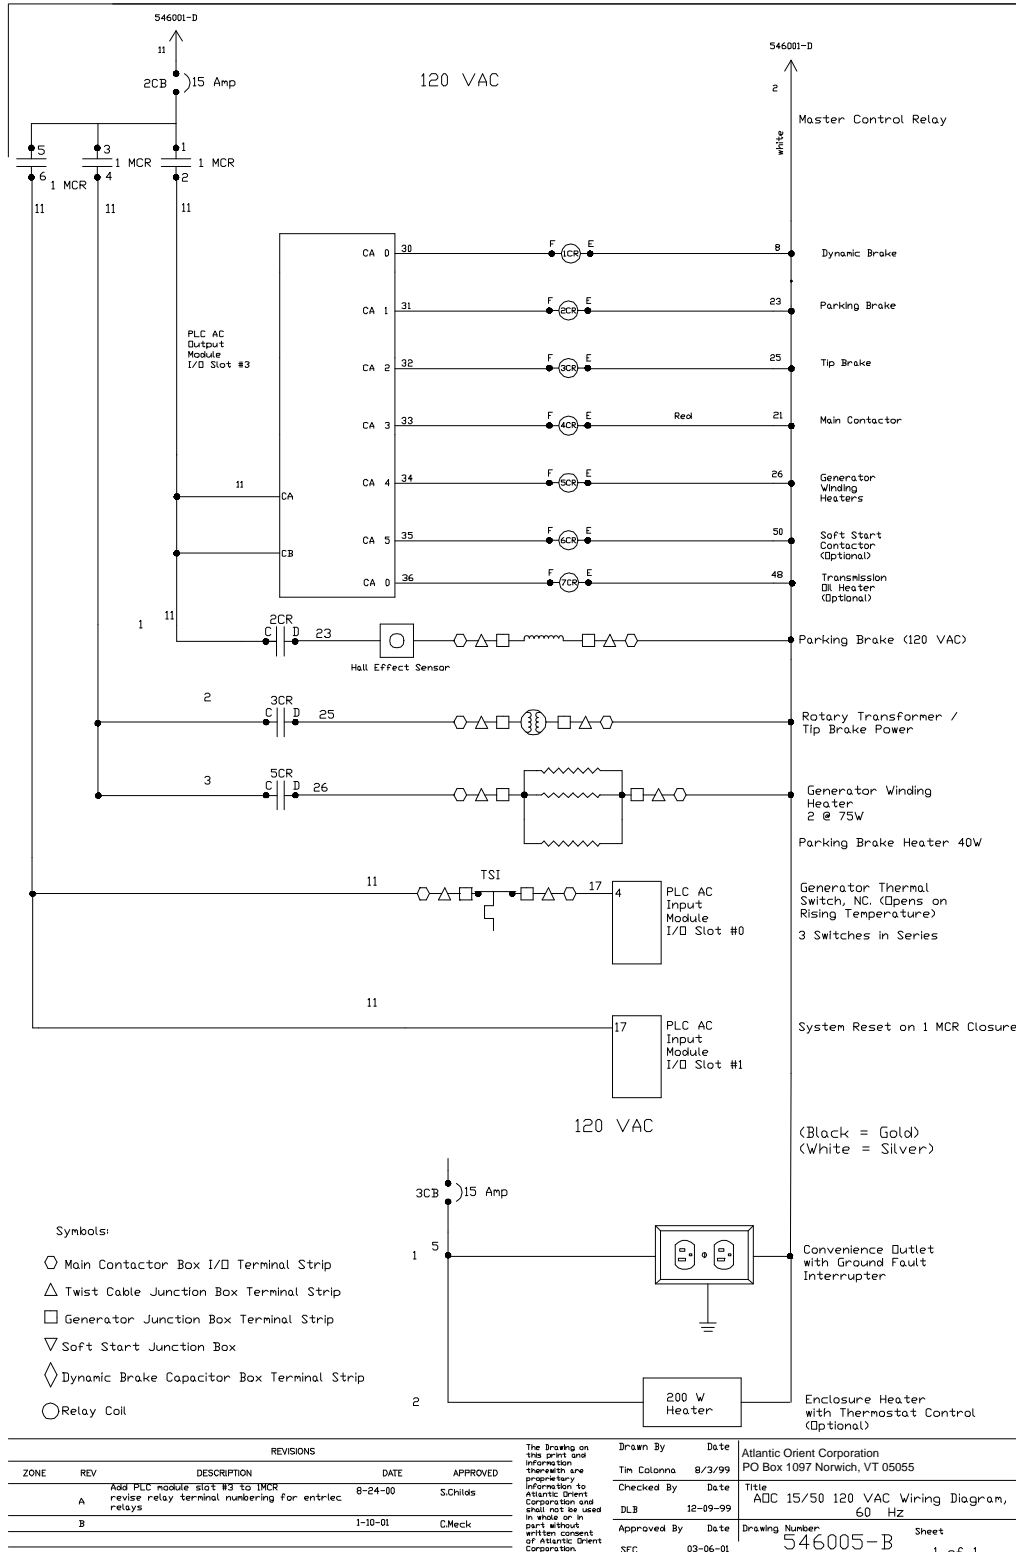 546001-D
11
2CB
15 Amp
120 VAC
546001-D
2
white
Master Control Relay
5
3
1
1 MCR
1 MCR
6
1 MCR
4
2
11
11
11
PLC AC
Output
Module
I/O Slot #3
CA 0
30
F
1CR
E
8
Dynamic Brake
CA 1
31
F
2CR
E
23
Parking Brake
CA 2
32
F
3CR
E
25
Tip Brake
CA 3
33
F
4CR
E
Red
21
Main Contactor
CA 4
34
F
5CR
E
26
Generator
Winding
Heaters
11
CA
CA 5
35
F
6CR
E
50
Soft Start
Contactor
(Optional)
CB
CA 0
36
F
7CR
E
48
Transmission
Oil Heater
(Optional)
1
11
2CR
C
D
23
Hall Effect Sensor
Parking Brake (120 VAC)
2
3CR
C
D
25
Rotary Transformer /
Tip Brake Power
3
5CR
C
D
26
Generator Winding
Heater
2 @ 75W
Parking Brake Heater 40W
11
TSI
17
4
PLC AC
Input
Module
I/O Slot #0
Generator Thermal
Switch, NC. (Opens on
Rising Temperature)
3 Switches in Series
11
17
PLC AC
Input
Module
I/O Slot #1
System Reset on 1 MCR Closure
120 VAC
(Black = Gold)
(White = Silver)
3CB
15 Amp
1
5
Convenience Outlet
with Ground Fault
Interrupter
2
200 W
Heater
Enclosure Heater
with Thermostat Control
(Optional)
Symbols:
Main Contactor Box I/O Terminal Strip
Twist Cable Junction Box Terminal Strip
Generator Junction Box Terminal Strip
Soft Start Junction Box
Dynamic Brake Capacitor Box Terminal Strip
Relay Coil
REVISIONS
ZONE REV DESCRIPTION DATE APPROVED
A
Add PLC module slot #3 to 1MCR
revise relay terminal numbering for entrlec
relays
8-24-00
S.Childs
B
1-10-01
C.Meck
The Drawing on
this print and
information
therewith are
proprietary
information to
Atlantic Orient
Corporation and
shall not be used
in whole or in
part without
written consent
of Atlantic Orient
Corporation.
Drawn By Date
Tim Colonna 8/3/99
Checked By Date
DLB 12-09-99
Approved By Date
SFC 03-06-01
Atlantic Orient Corporation
PO Box 1097 Norwich, VT 05055
Title
AOC 15/50 120 VAC Wiring Diagram,
60 Hz
Drawing Number
546005-B
Sheet
1 of 1